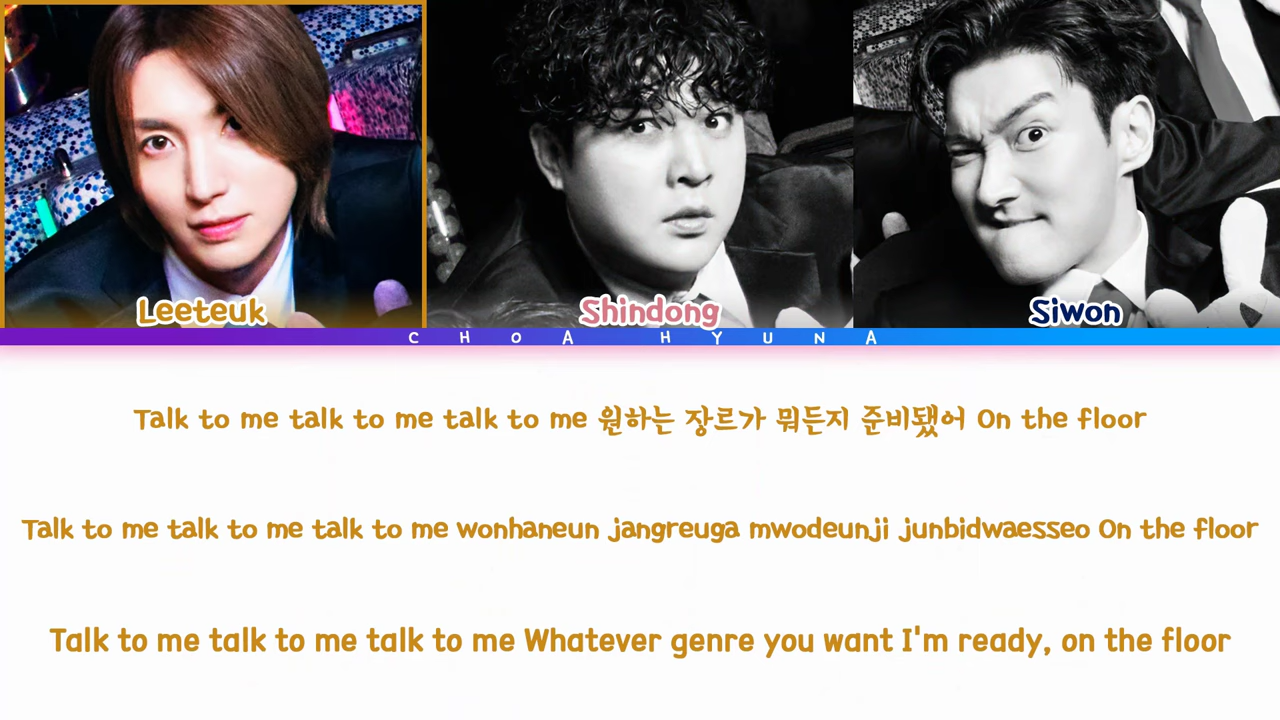 Leeteuk Shindong Siwon
CHOA HYUNA
Talk to me talk to me talk to me 원하는 장르가 뭐든지 준비됐어 On the floor
Talk to me talk to me talk to me wonhaneun jangreuga mwodeunji junbidwaesseo On the floor
Talk to me talk to me talk to me Whatever genre you want I'm ready, on the floor